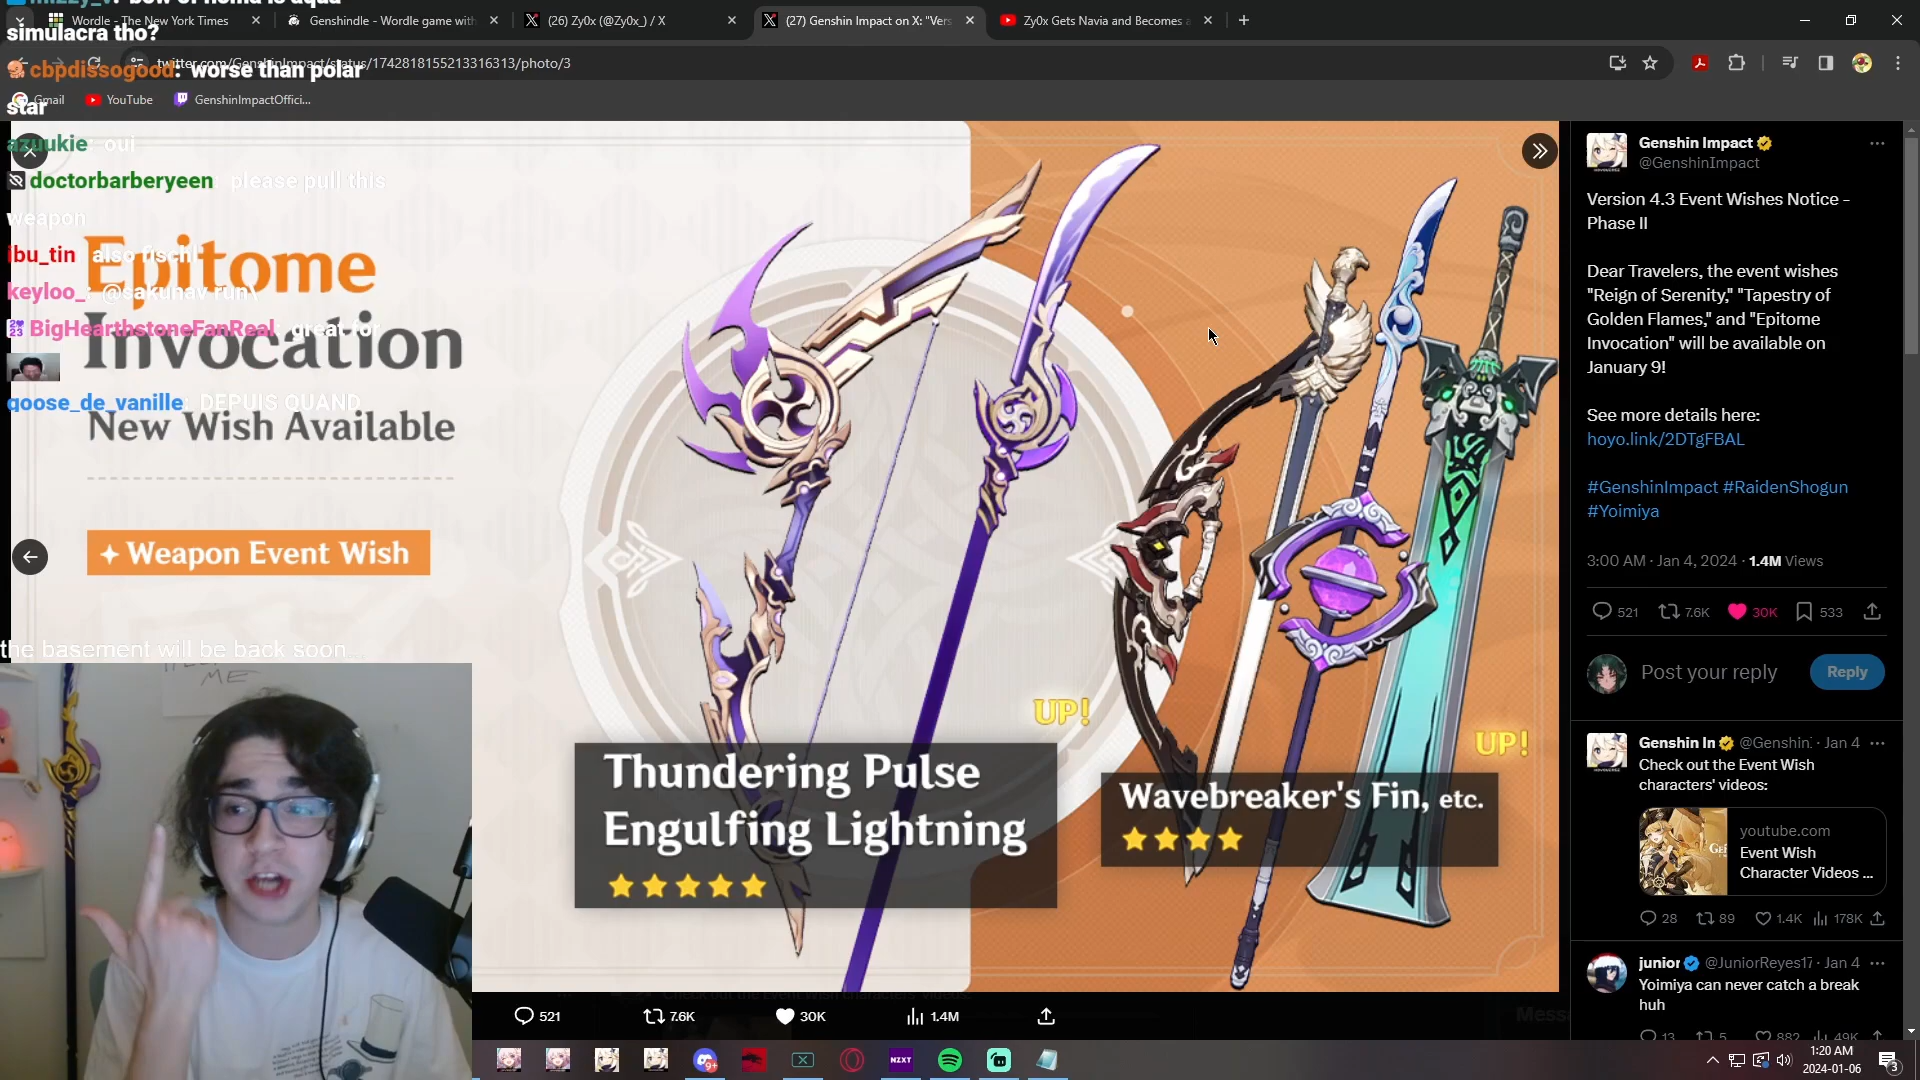 Wordle - The New York Times
Genshindle - Wordle game with
(26) Zy0x (@Zy0x_) / X
(27) Genshin Impact on X: "Vers
Zy0x Gets Navia and Becomes a
simulacra tho?
twitter.com/GenshinImpact/status/1742818155213316313/photo/3
cbpdissogood: worse than polar
star
Gmail
YouTube
GenshinImpactOffici...
azuukie: oui
doctorbarberyeen: please pull this
weapon
ibu_tin: also fischl
keyloo_: @sakunav run\
BigHearthstoneFanReal: great for
goose_de_vanille: DEPUIS QUAND
Epitome
Invocation
New Wish Available
Weapon Event Wish
the basement will be back soon...
ME
UP!
Thundering Pulse
Engulfing Lightning
UP!
Wavebreaker's Fin, etc.
521
7.6K
30K
1.4M
Genshin Impact
@GenshinImpact
Version 4.3 Event Wishes Notice -
Phase II
Dear Travelers, the event wishes
"Reign of Serenity," "Tapestry of
Golden Flames," and "Epitome
Invocation" will be available on
January 9!
See more details here:
hoyo.link/2DTgFBAL
#GenshinImpact #RaidenShogun
#Yoimiya
3:00 AM · Jan 4, 2024 · 1.4M Views
521
7.6K
30K
533
Post your reply
Reply
Genshin In @Genshin. · Jan 4
Check out the Event Wish
characters' videos:
youtube.com
Event Wish
Character Videos ...
28
89
1.4K
178K
junior @JuniorReyes17 · Jan 4
Yoimiya can never catch a break
huh
13
5
882
49K
NZXT
1:20 AM
2024-01-06
3